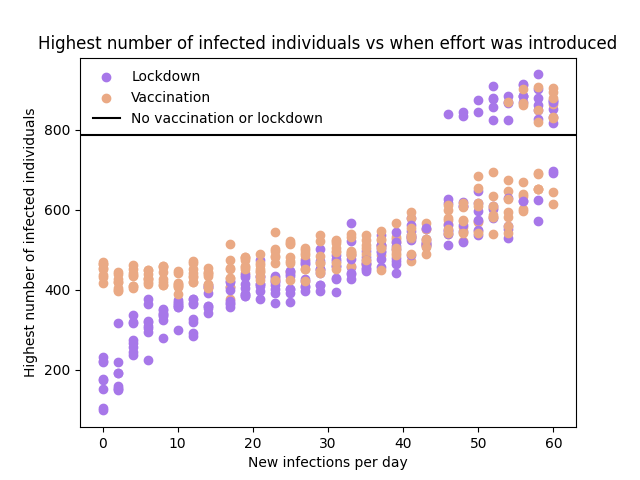 Highest number of infected individuals vs when effort was introduced
Lockdown
Vaccination
No vaccination or lockdown
Highest number of infected individuals
800
600
400
200
0 10 20 30 40 50 60
New infections per day